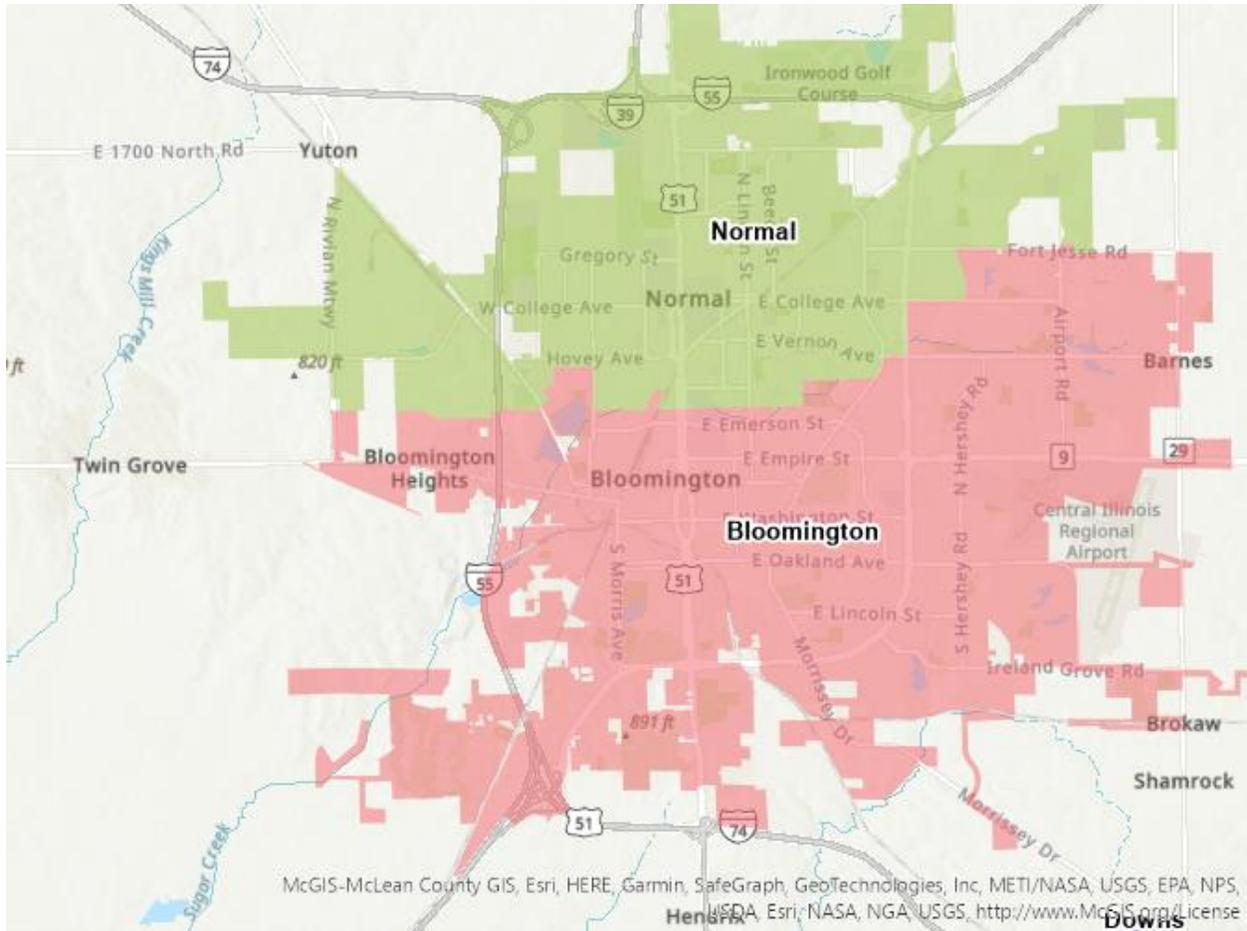 74
Ironwood Golf
Course
55
39
E 1700 North Rd
Yuton
51
N Lincoln St
Beech St
N Rivian Mtwy
Normal
Kings Mill Creek
Gregory St
Fort Jesse Rd
Normal
W College Ave
E College Ave
Airport Rd
E Vernon Ave
Hovey Ave
820 ft
ft
Barnes
N Hershey Rd
E Emerson St
Bloomington
Heights
E Empire St
9
29
Twin Grove
Bloomington
E Washington St
Bloomington
Central Illinois
Regional
Airport
E Oakland Ave
55
51
S Morris Ave
E Lincoln St
S Hershey Rd
Morrissey Dr
Ireland Grove Rd
891 ft
Brokaw
Shamrock
Morrissey Dr
51
74
Sugar Creek
McGIS-McLean County GIS, Esri, HERE, Garmin, SafeGraph, GeoTechnologies, Inc, METI/NASA, USGS, EPA, NPS,
USDA, Esri, NASA, NGA, USGS, http://www.McGIS.org/License
Hendrix
Downs